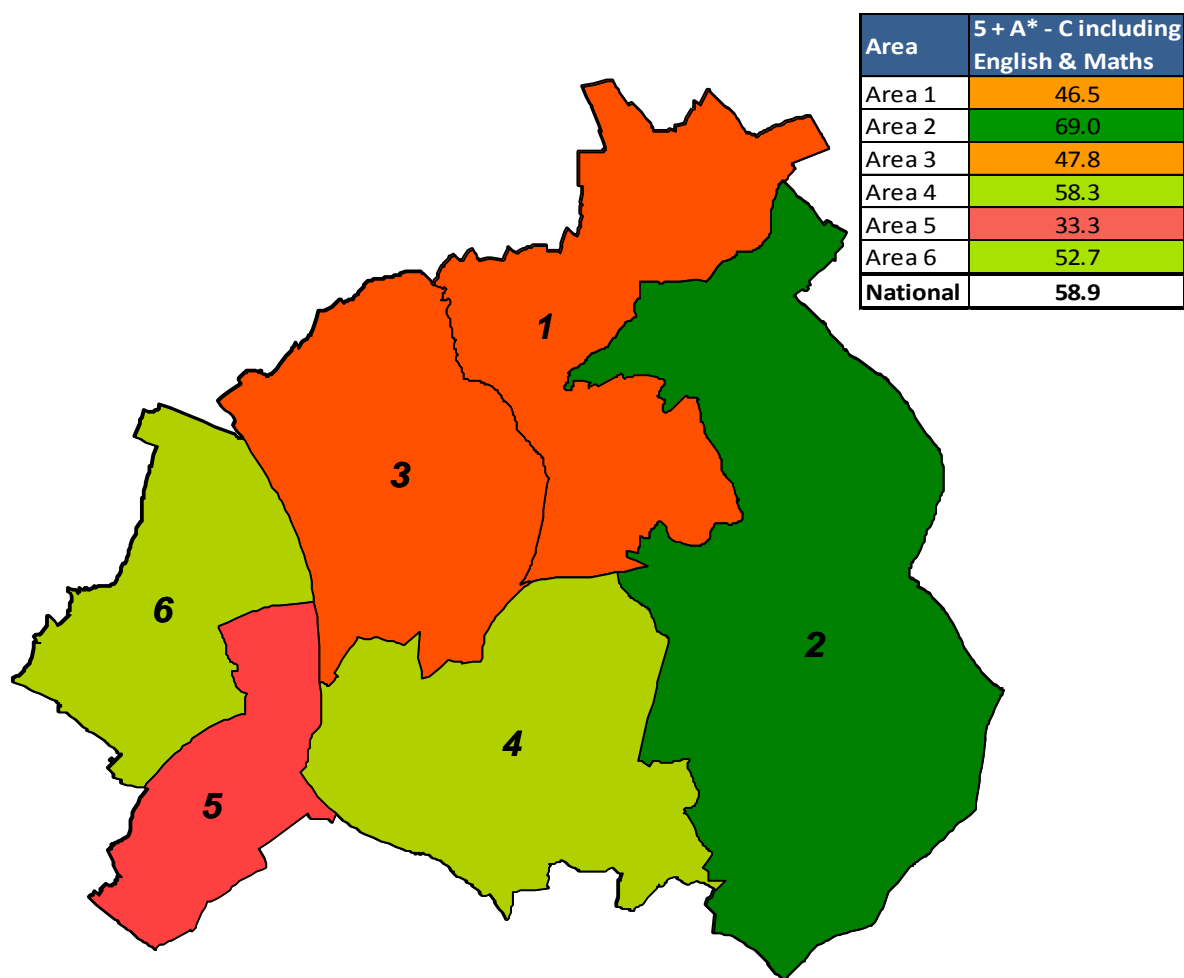 Area 5 + A* - C including
English & Maths
Area 1 46.5
Area 2 69.0
Area 3 47.8
Area 4 58.3
Area 5 33.3
Area 6 52.7
National 58.9
1
3
6
2
4
5